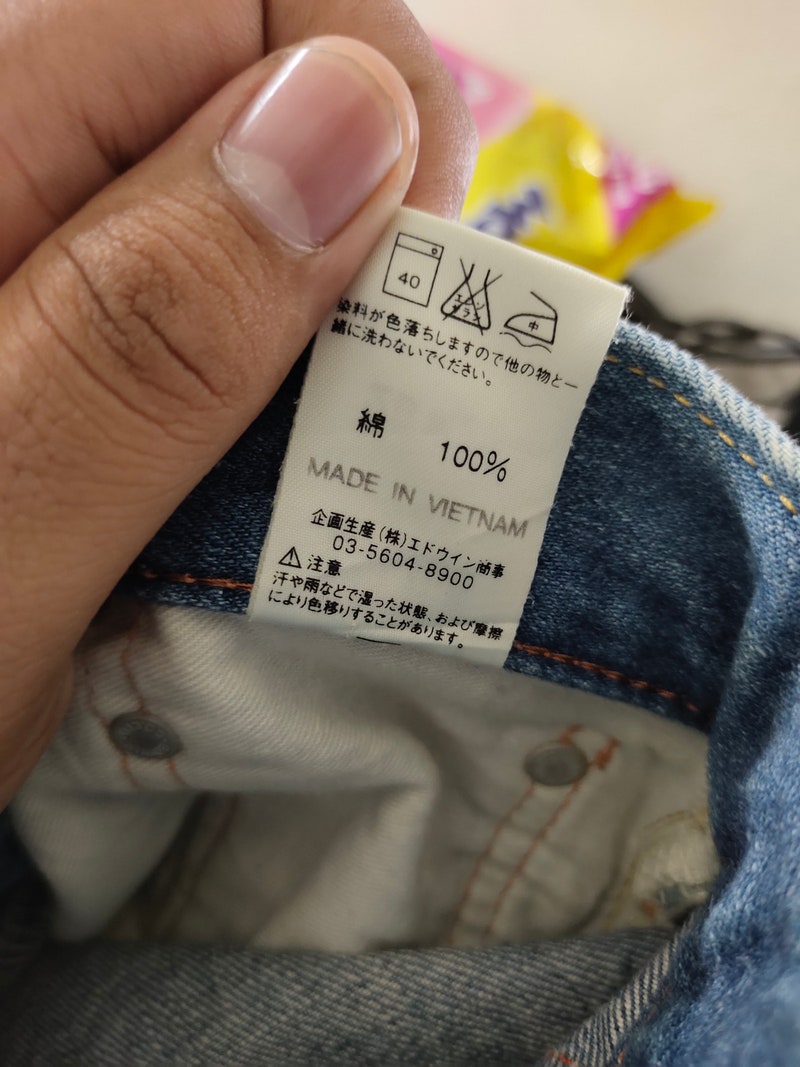 40
エンソ
サラシ
中
染料が色落ちしますので他の物と一
緒に洗わないでください。
綿 100%
MADE IN VIETNAM
企画生産(株)エドウイン商事
03-5604-8900
注意
汗や雨などで湿った状態、および摩擦
により色移りすることがあります。